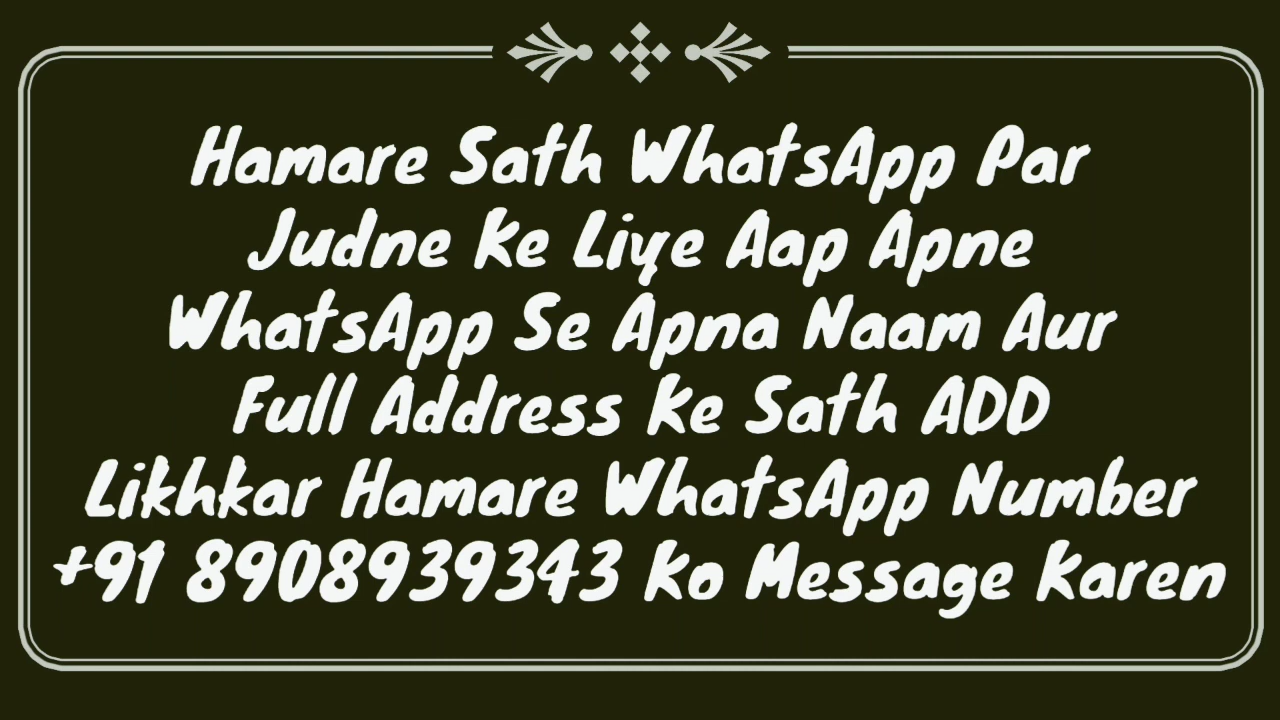 Hamare Sath WhatsApp Par
Judne Ke Liye Aap Apne
WhatsApp Se Apna Naam Aur
Full Address Ke Sath ADD
Likhkar Hamare WhatsApp Number
+91 8908939343 Ko Message Karen